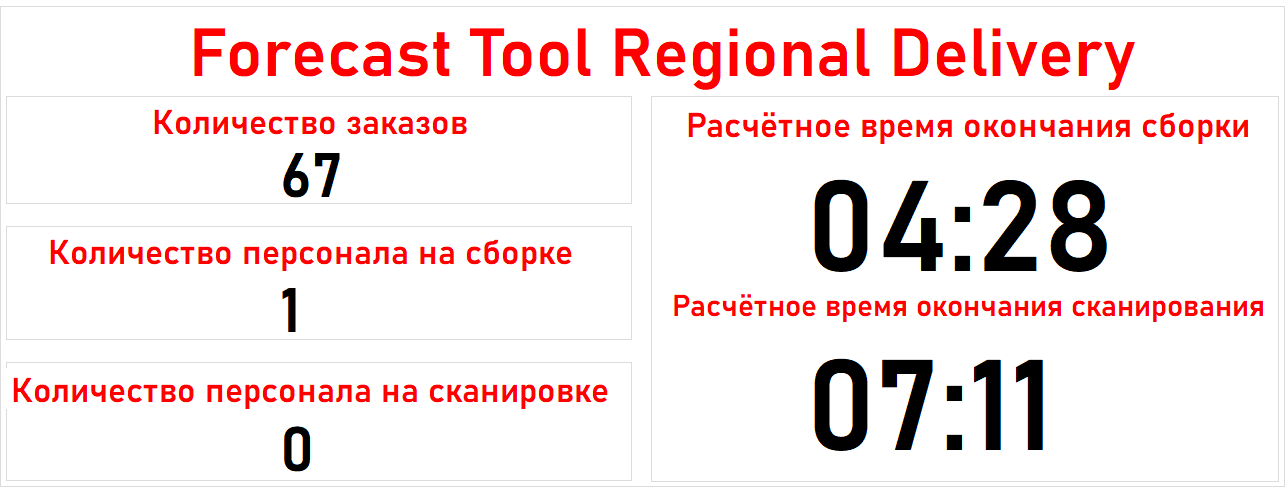 Forecast Tool Regional Delivery
Количество заказов
67
Количество персонала на сборке
1
Количество персонала на сканировке
0
Расчётное время окончания сборки
04:28
Расчётное время окончания сканирования
07:11